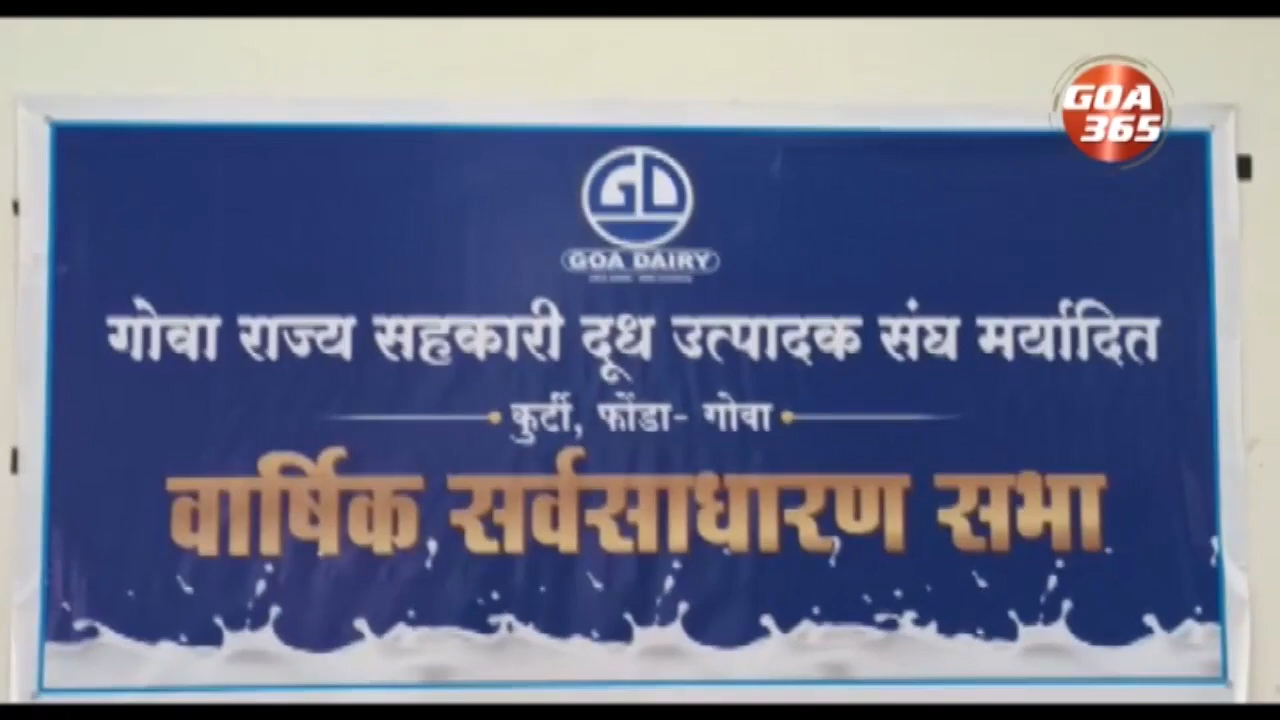 GOA
365
GD
GOA DAIRY
गोवा राज्य सहकारी दूध उत्पादक संघ मर्यादित
कुर्टी, फोंडा- गोवा
वार्षिक सर्वसाधारण सभा